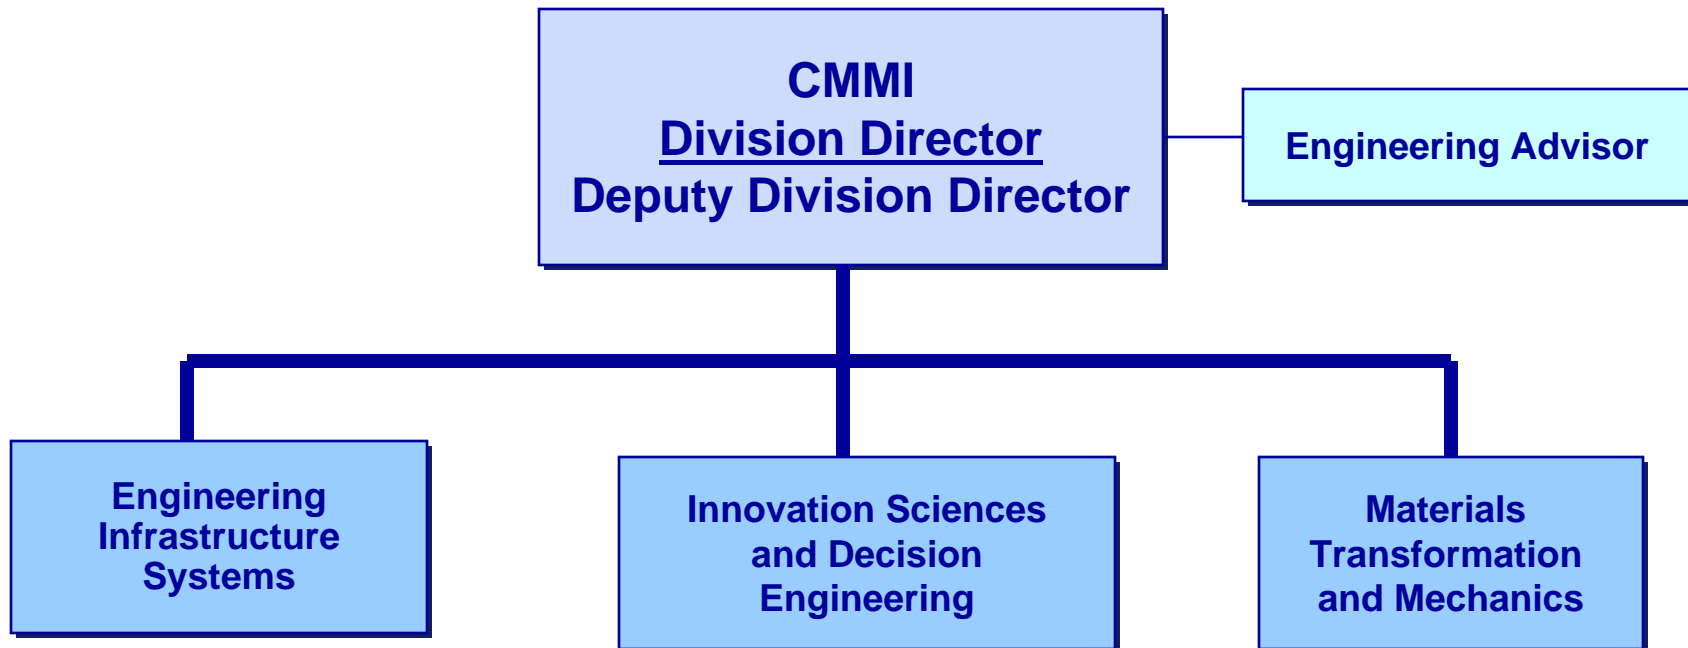 CMMI
Division Director
Deputy Division Director
Engineering Advisor
Engineering
Infrastructure
Systems
Innovation Sciences
and Decision
Engineering
Materials
Transformation
and Mechanics